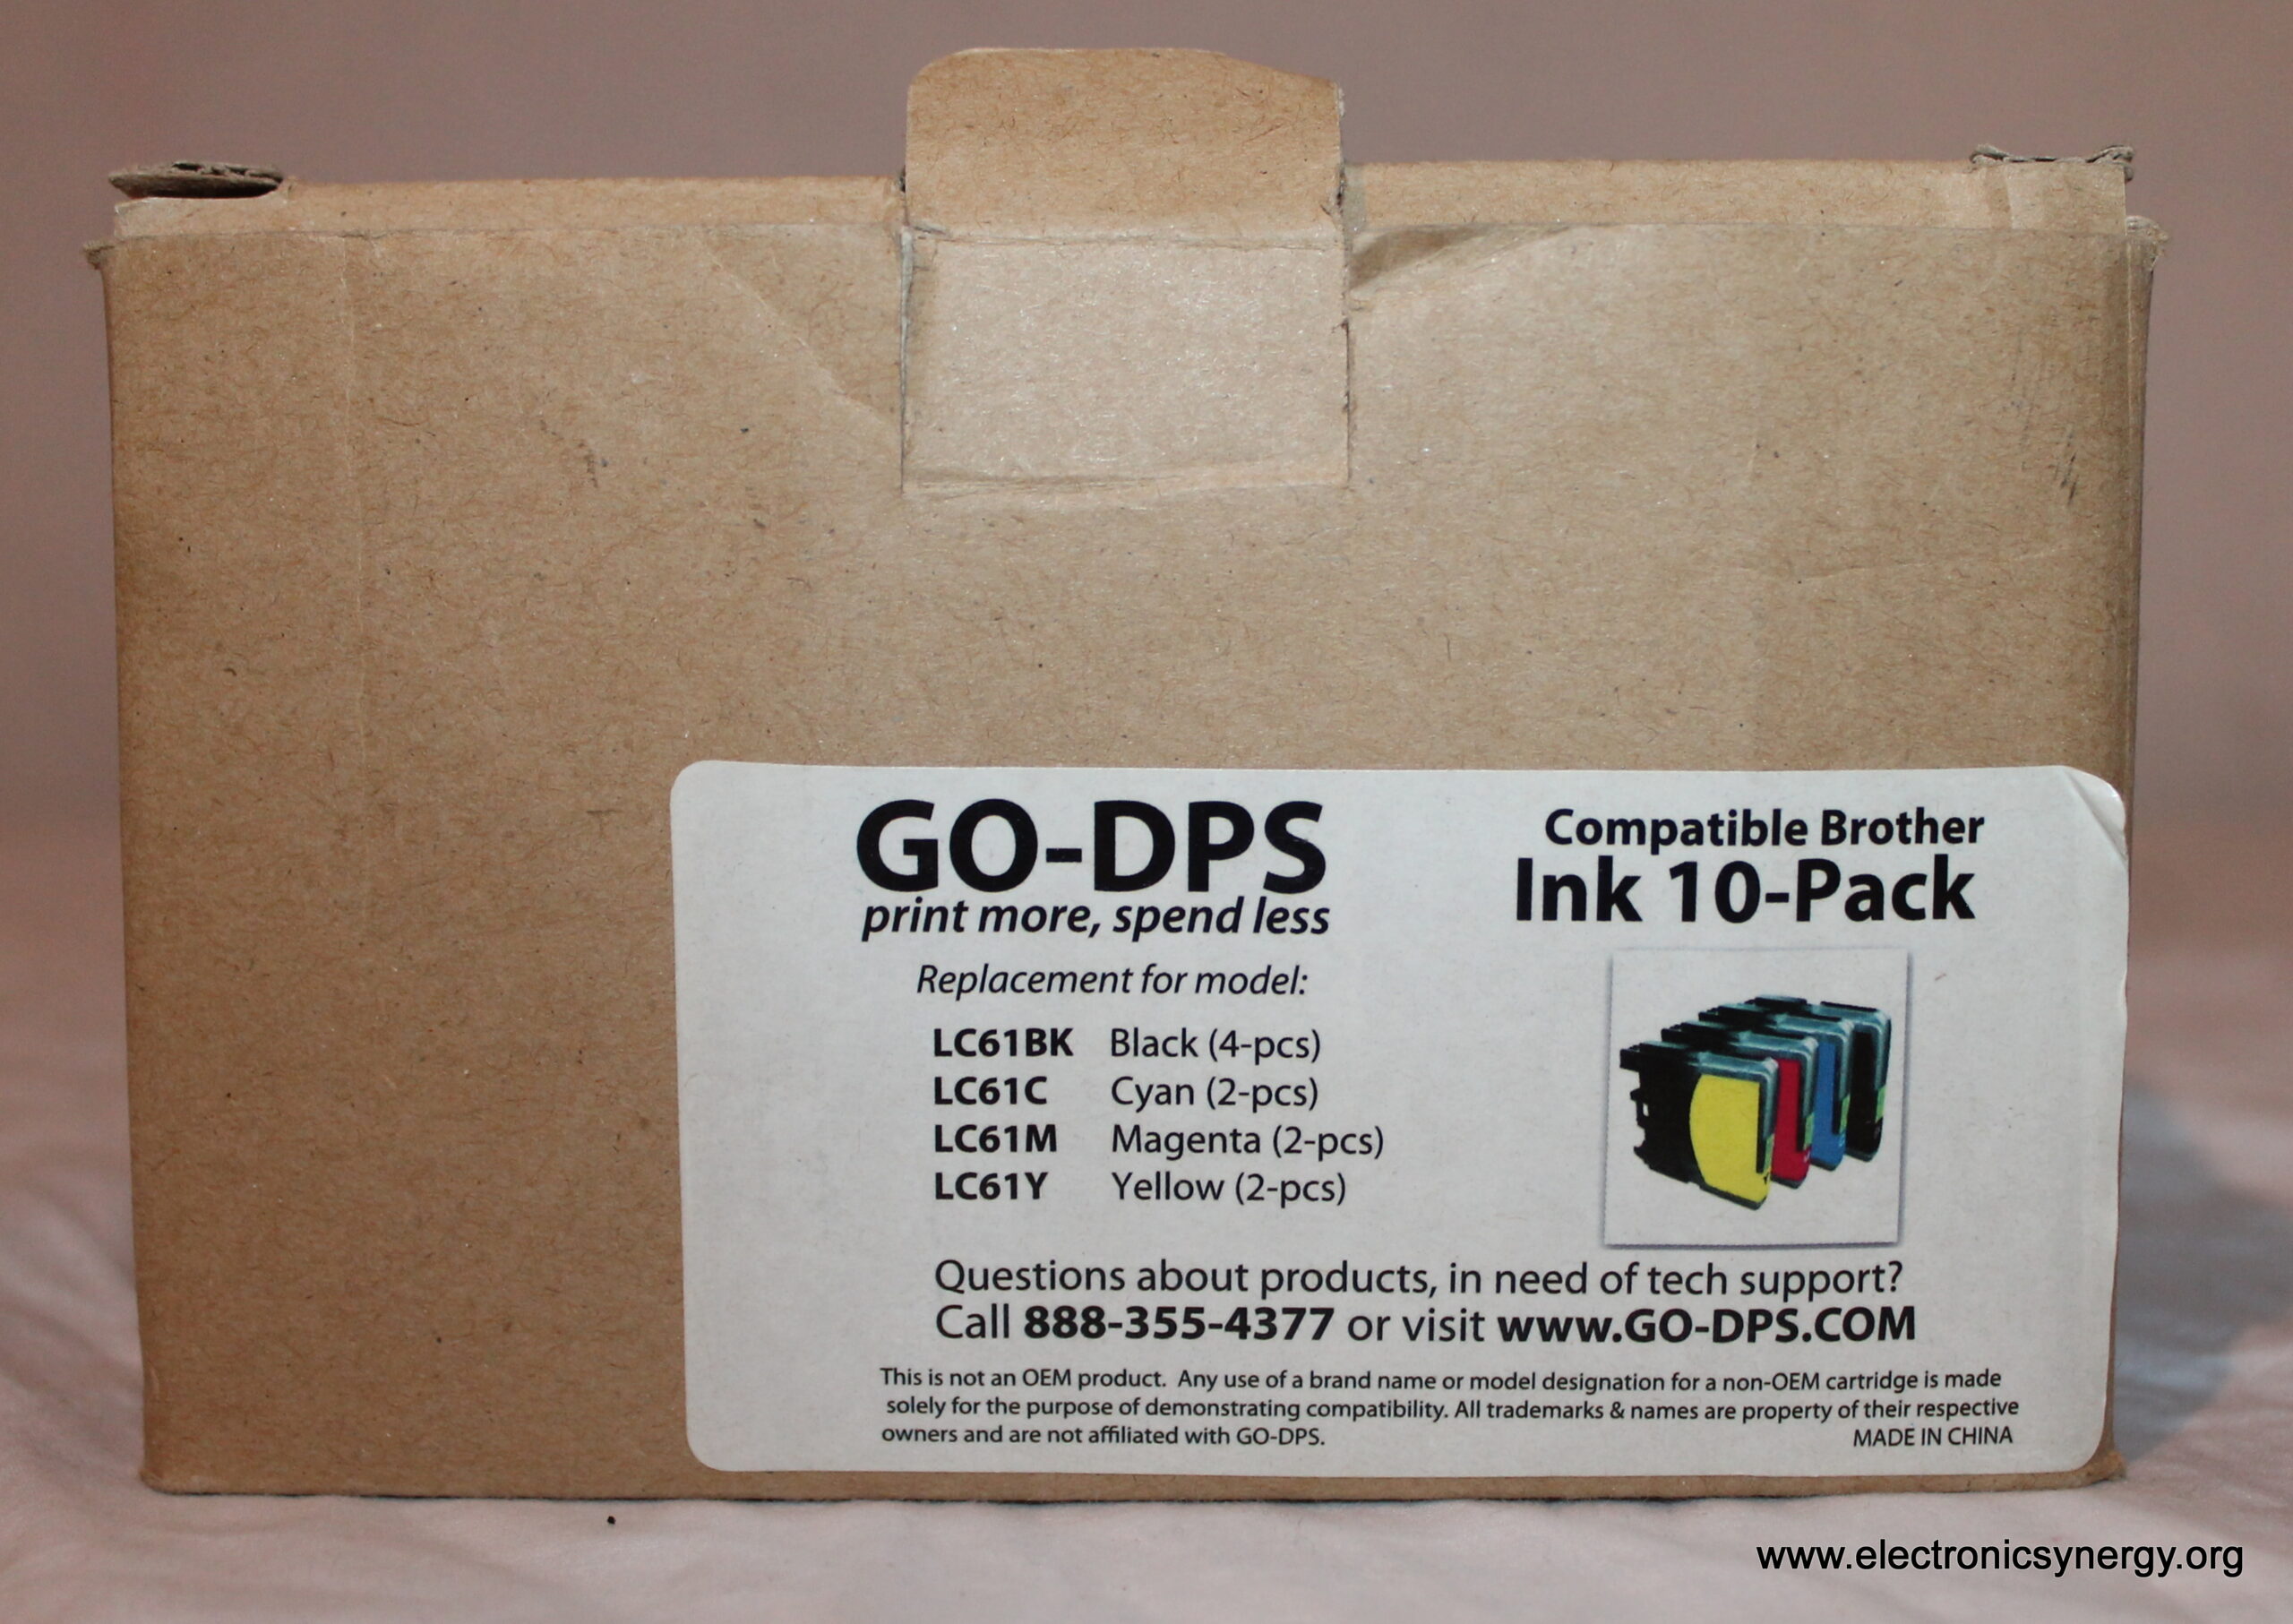 GO-DPS
print more, spend less
Compatible Brother
Ink 10-Pack
Replacement for model:
LC61BK Black (4-pcs)
LC61C Cyan (2-pcs)
LC61M Magenta (2-pcs)
LC61Y Yellow (2-pcs)
Questions about products, in need of tech support?
Call 888-355-4377 or visit www.GO-DPS.COM
This is not an OEM product. Any use of a brand name or model designation for a non-OEM cartridge is made
solely for the purpose of demonstrating compatibility. All trademarks & names are property of their respective
owners and are not affiliated with GO-DPS.
MADE IN CHINA
www.electronicsynergy.org